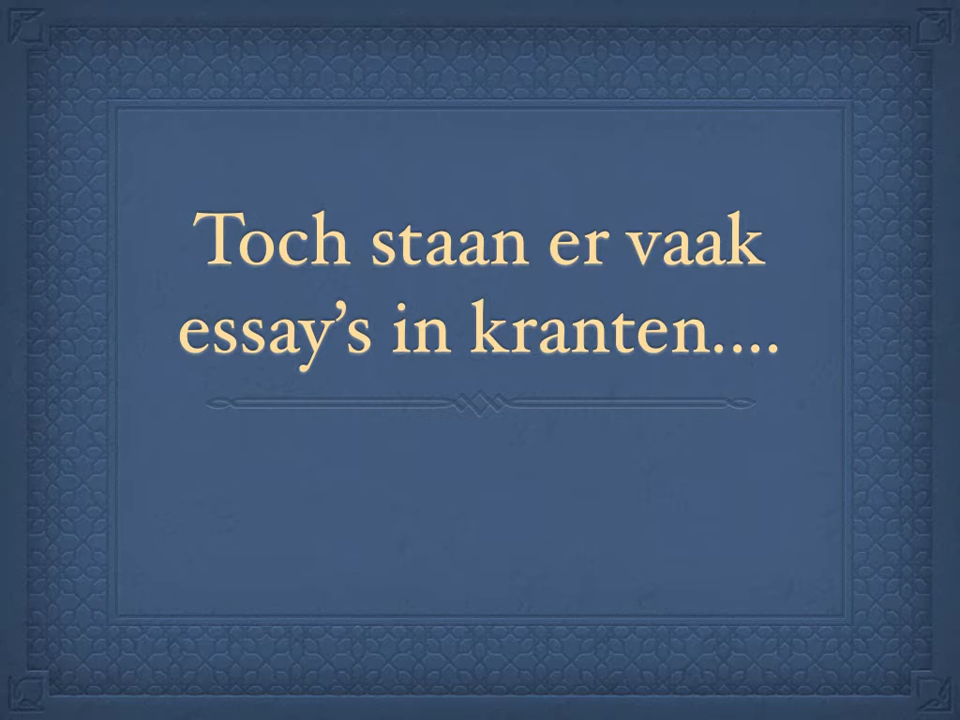 Toch staan er vaak
essay’s in kranten....